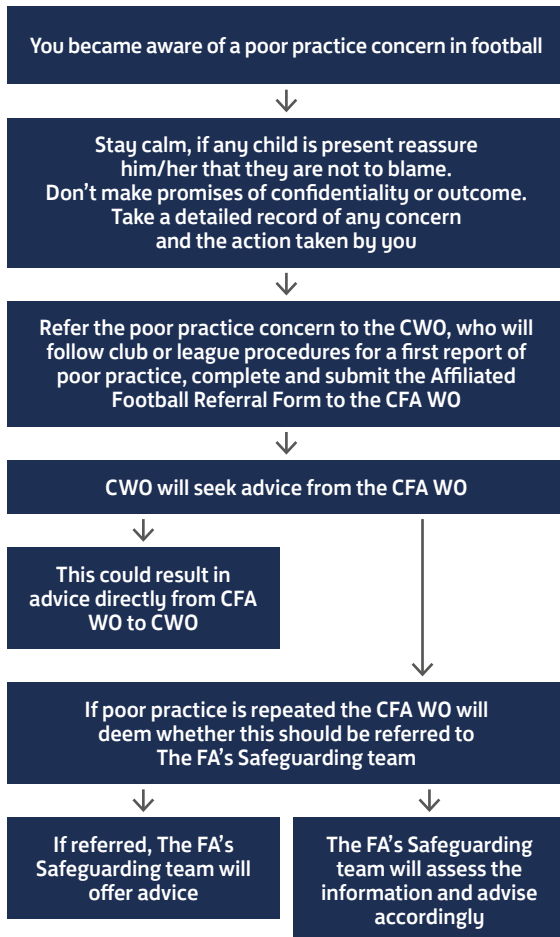 You became aware of a poor practice concern in football
Stay calm, if any child is present reassure
him/her that they are not to blame.
Don't make promises of confidentiality or outcome.
Take a detailed record of any concern
and the action taken by you
Refer the poor practice concern to the CWO, who will
follow club or league procedures for a first report of
poor practice, complete and submit the Affiliated
Football Referral Form to the CFA WO
CWO will seek advice from the CFA WO
This could result in
advice directly from CFA
WO to CWO
If poor practice is repeated the CFA WO will
deem whether this should be referred to
The FA's Safeguarding team
If referred, The FA's
Safeguarding team will
offer advice
The FA's Safeguarding
team will assess the
information and advise
accordingly